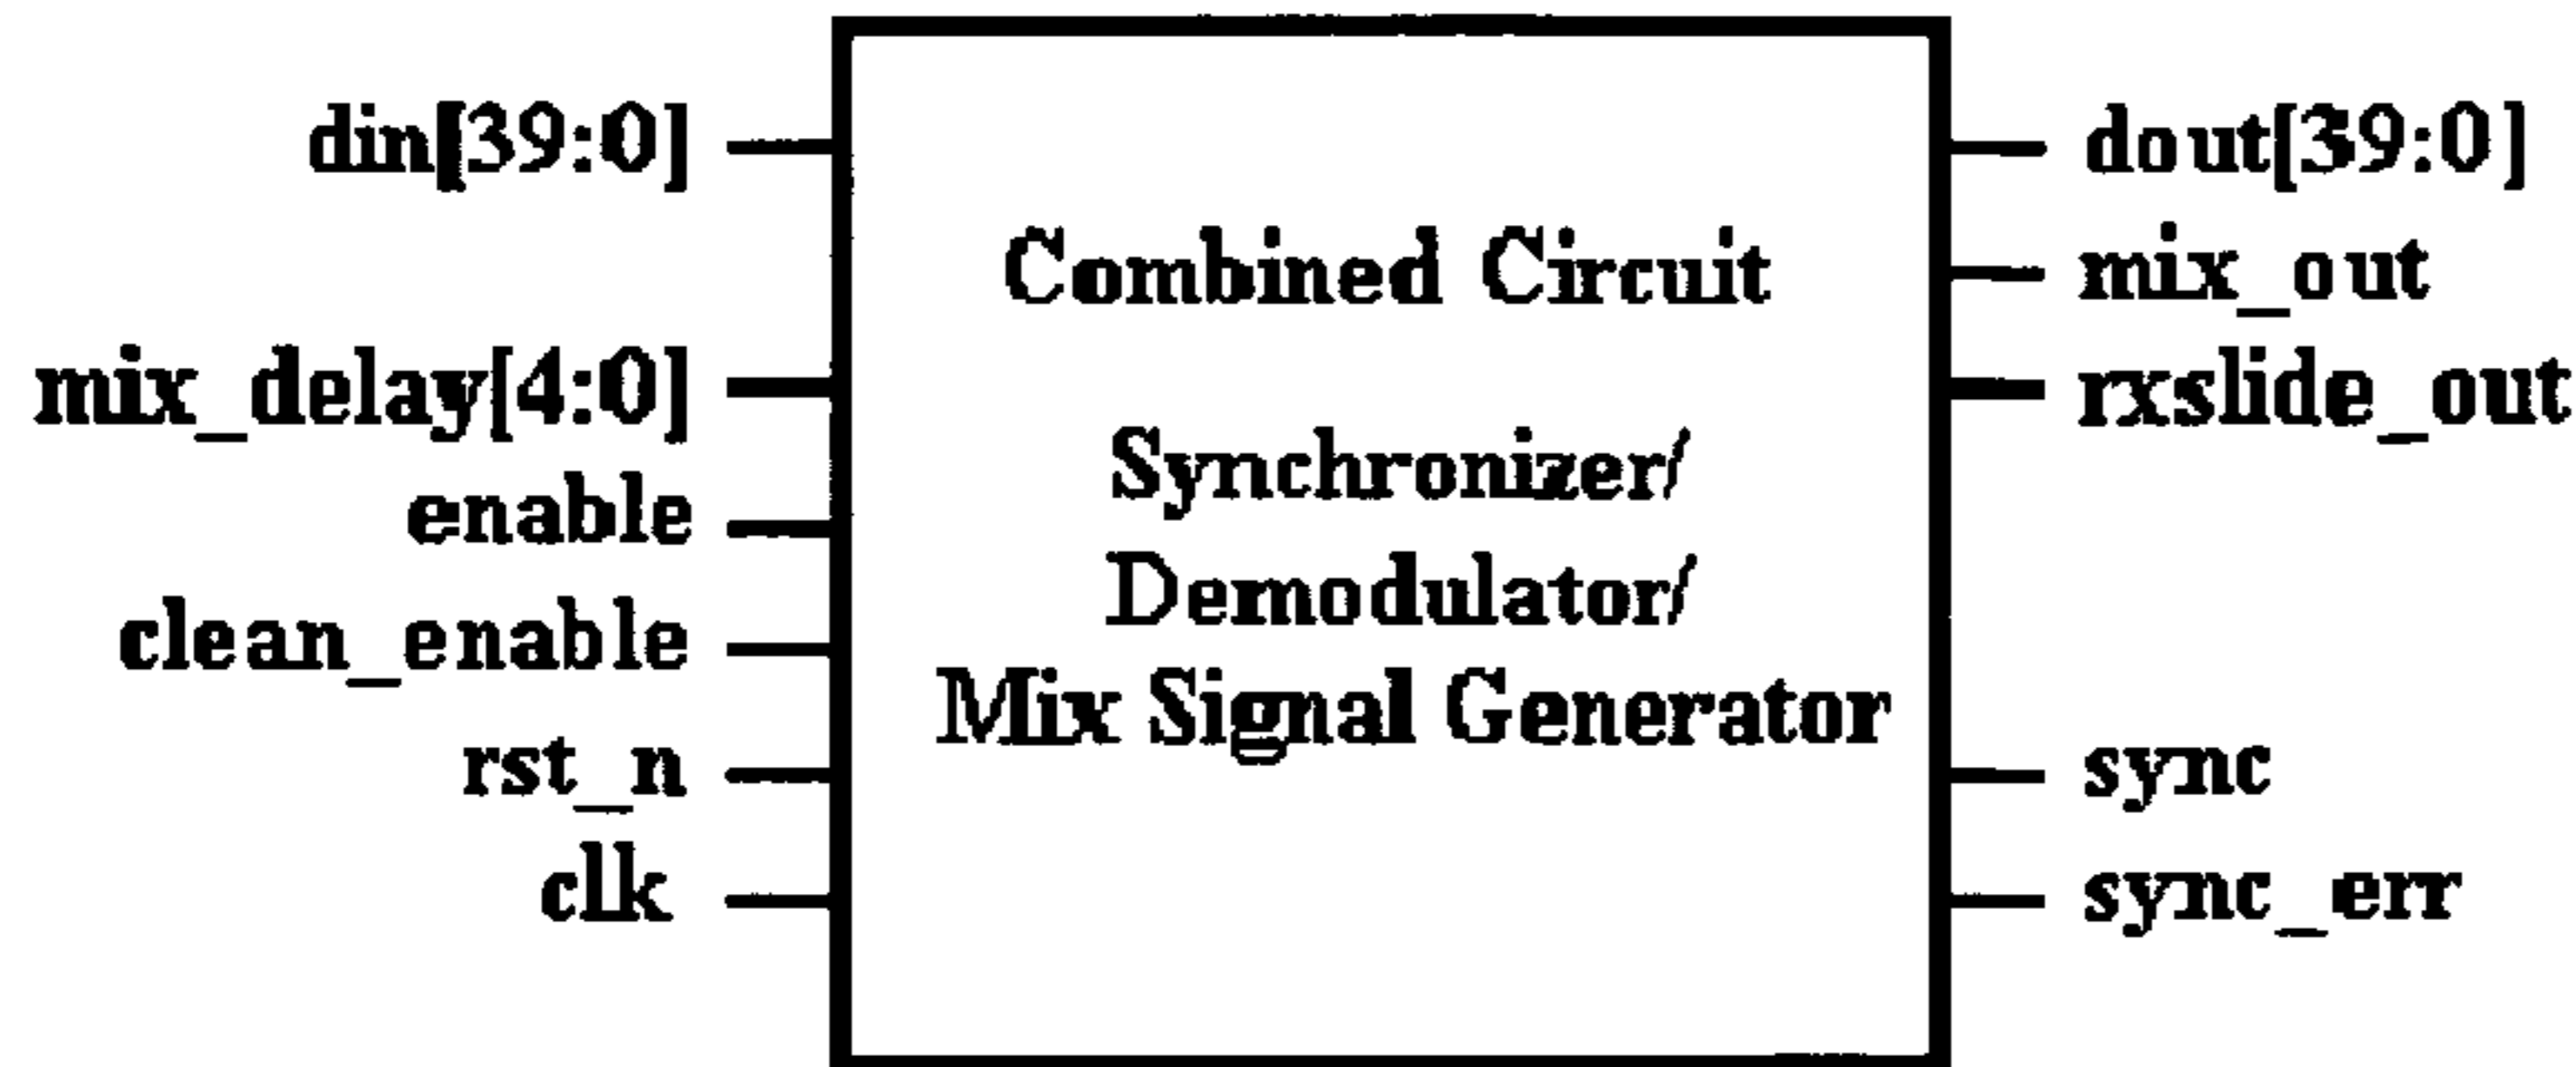 din[39:0]
mix_delay[4:0]
enable
clean_enable
rst_n
clk
Combined Circuit
Synchronizer/
Demodulator/
Mix Signal Generator
dout[39:0]
mix_out
rxslide_out
sync
sync_err